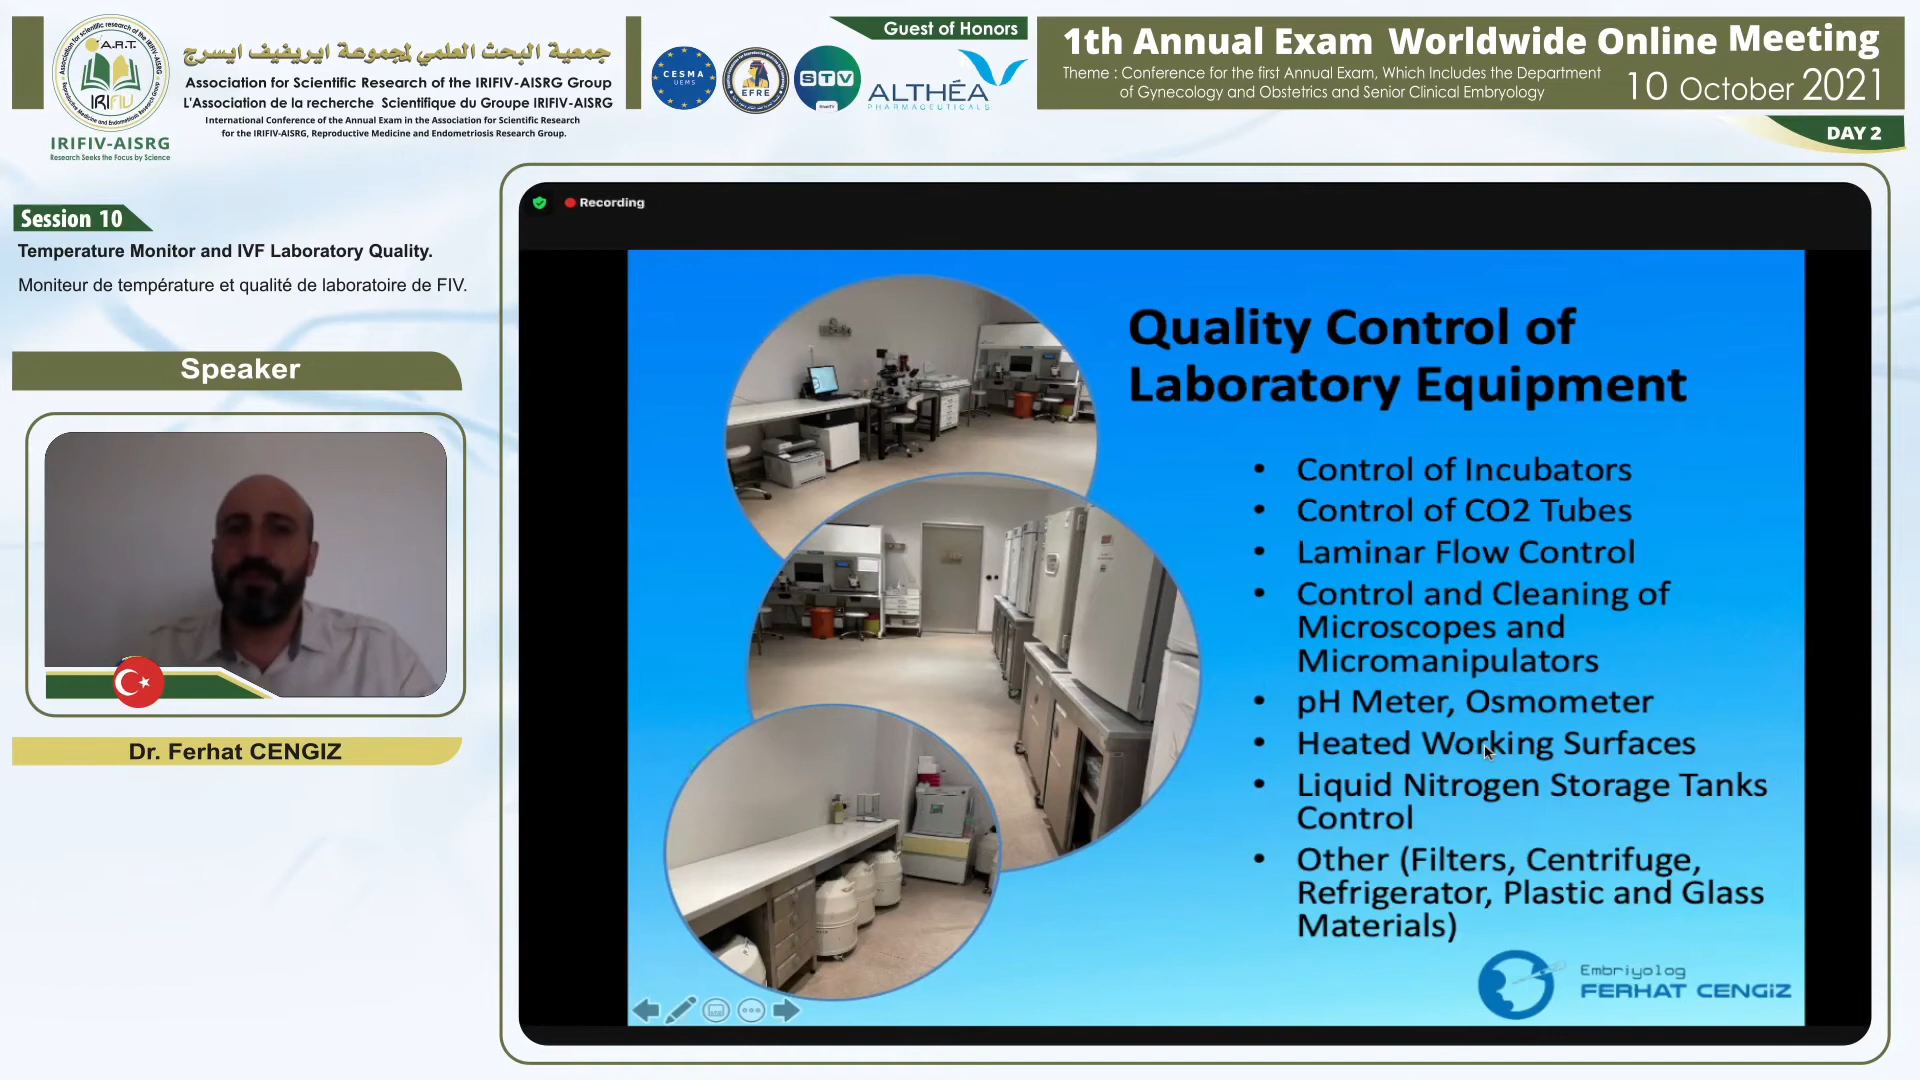 A.R.T.
IRIFIV
IRIFIV-AISRG
Research Seeks the Focus by Science
جمعية البحث العلمي لمجموعة ايريفيف ايسرج
Association for Scientific Research of the IRIFIV-AISRG Group
L'Association de la recherche Scientifique du Groupe IRIFIV-AISRG
International Conference of the Annual Exam in the Association for Scientific Research
for the IRIFIV-AISRG, Reproductive Medicine and Endometriosis Research Group.
Guest of Honors
CESMA
UEMS
EFRE
STV
ALTHÉA
PHARMACEUTICALS
1th Annual Exam Worldwide Online Meeting
Theme : Conference for the first Annual Exam, Which Includes the Department
of Gynecology and Obstetrics and Senior Clinical Embryology
10 October 2021
DAY 2
Session 10
Temperature Monitor and IVF Laboratory Quality.
Moniteur de température et qualité de laboratoire de FIV.
Speaker
Dr. Ferhat CENGIZ
Recording
Quality Control of
Laboratory Equipment
• Control of Incubators
• Control of CO2 Tubes
• Laminar Flow Control
• Control and Cleaning of
Microscopes and
Micromanipulators
• pH Meter, Osmometer
• Heated Working Surfaces
• Liquid Nitrogen Storage Tanks
Control
• Other (Filters, Centrifuge,
Refrigerator, Plastic and Glass
Materials)
Embriyolog
FERHAT CENGİZ